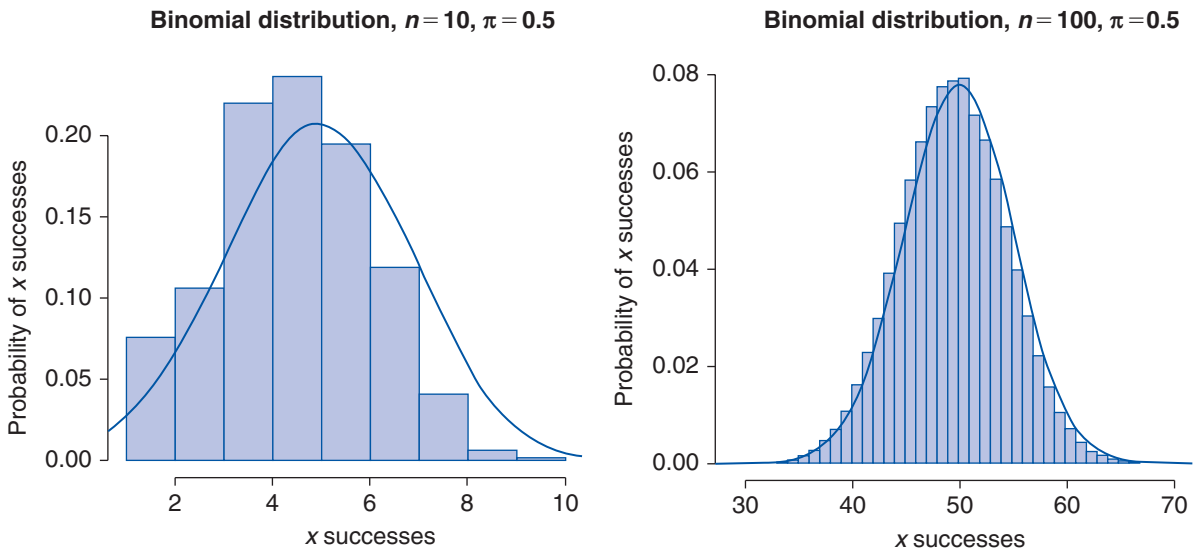 Binomial distribution, n=10, π=0.5
Probability of x successes
0.20
0.15
0.10
0.05
0.00
2 4 6 8 10
x successes
Binomial distribution, n=100, π=0.5
Probability of x successes
0.08
0.06
0.04
0.02
0.00
30 40 50 60 70
x successes